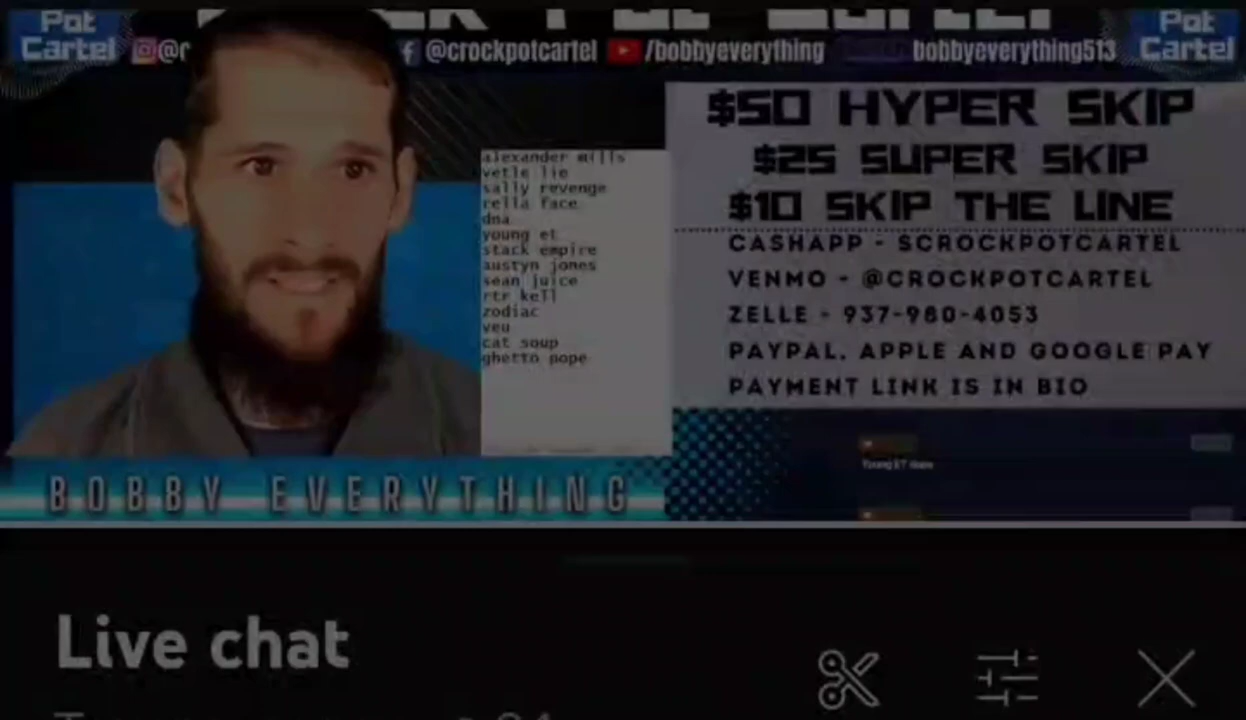 Pot
Cartel
@c
@crockpotcartel
/bobbyeverything
bobbyeverything513
Pot
Cartel
alexander mills
vetle lie
sally revenge
rella face
dna
young et
stack empire
austyn jones
sean juice
rtr kell
zodiac
veu
cat soup
ghetto pope
$50 HYPER SKIP
$25 SUPER SKIP
$10 SKIP THE LINE
CASHAPP - $CROCKPOTCARTEL
VENMO - @CROCKPOTCARTEL
ZELLE - 937-980-4053
PAYPAL, APPLE AND GOOGLE PAY
PAYMENT LINK IS IN BIO
BOBBY EVERYTHING
Live chat